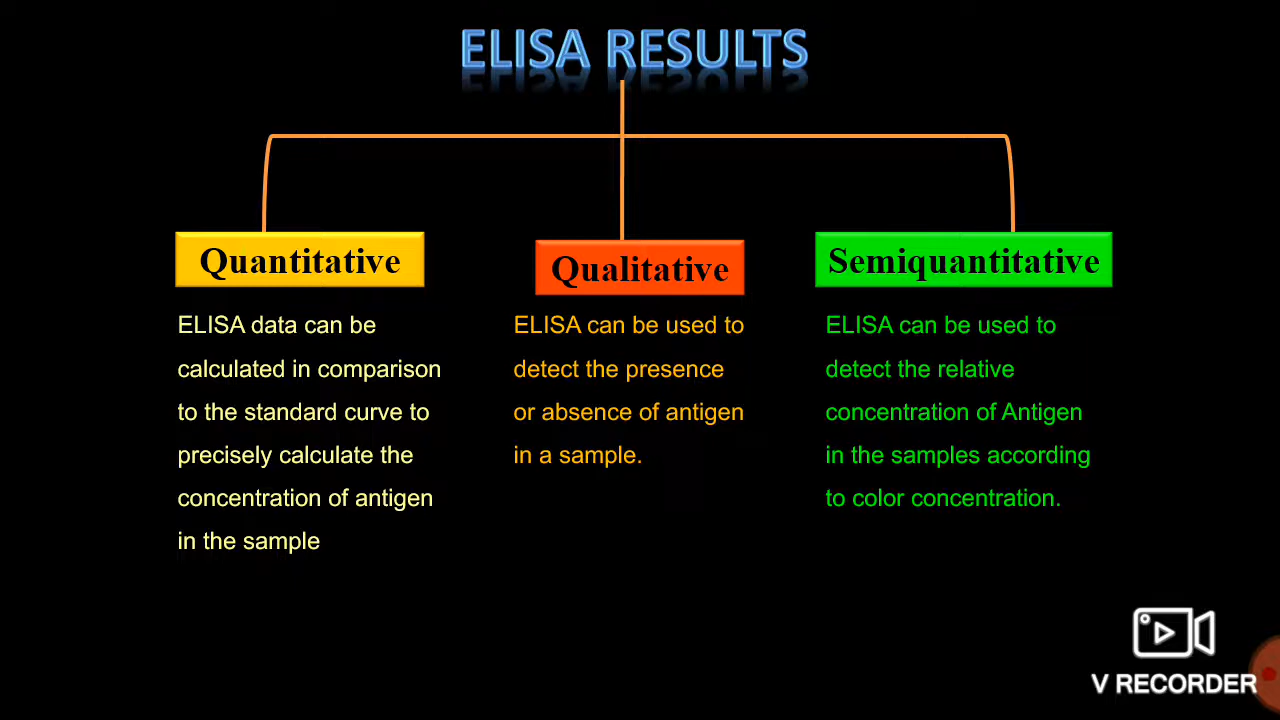 ELISA RESULTS
Quantitative
ELISA data can be
calculated in comparison
to the standard curve to
precisely calculate the
concentration of antigen
in the sample
Qualitative
ELISA can be used to
detect the presence
or absence of antigen
in a sample.
Semiquantitative
ELISA can be used to
detect the relative
concentration of Antigen
in the samples according
to color concentration.
V RECORDER